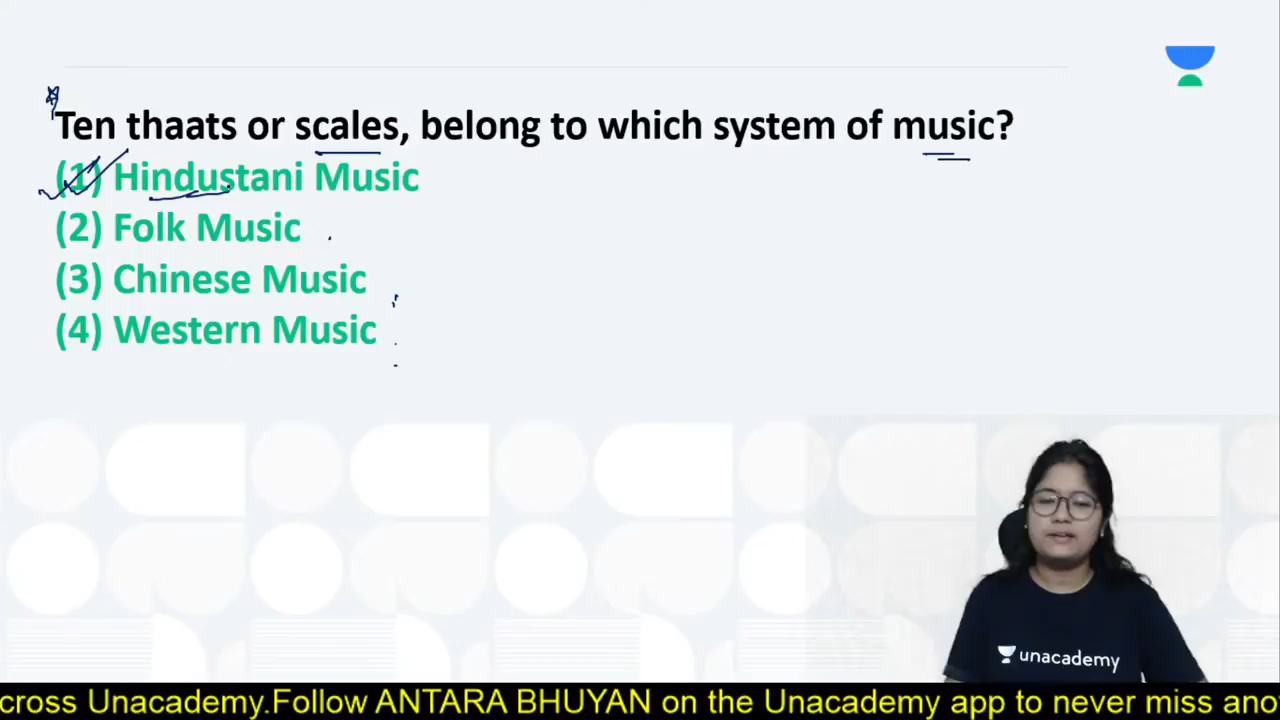 Ten thaats or scales, belong to which system of music?
(1) Hindustani Music
(2) Folk Music
(3) Chinese Music
(4) Western Music
unacademy
cross Unacademy.Follow ANTARA BHUYAN on the Unacademy app to never miss ano